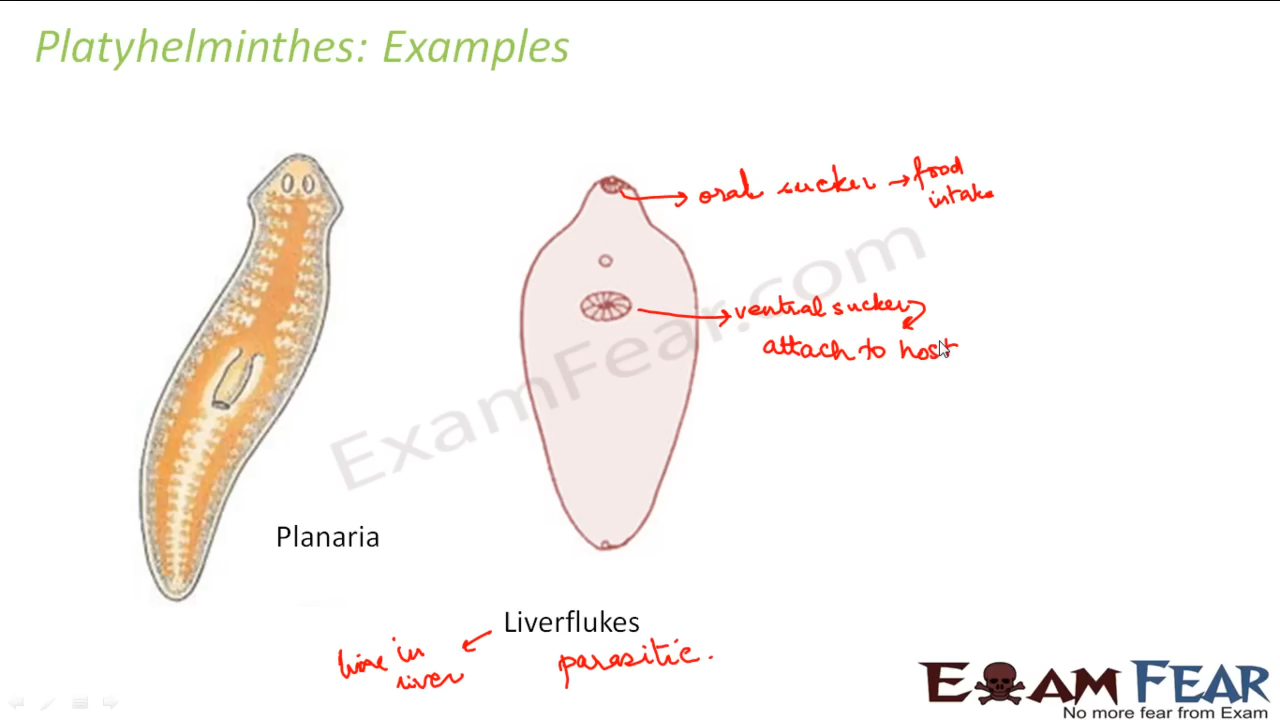 Platyhelminthes: Examples
oral sucker → food
intake
ventral sucker
attach to host
ExamFear.com
Planaria
Liverflukes
live in
liver
parasitic.
EXAM FEAR
No more fear from Exam